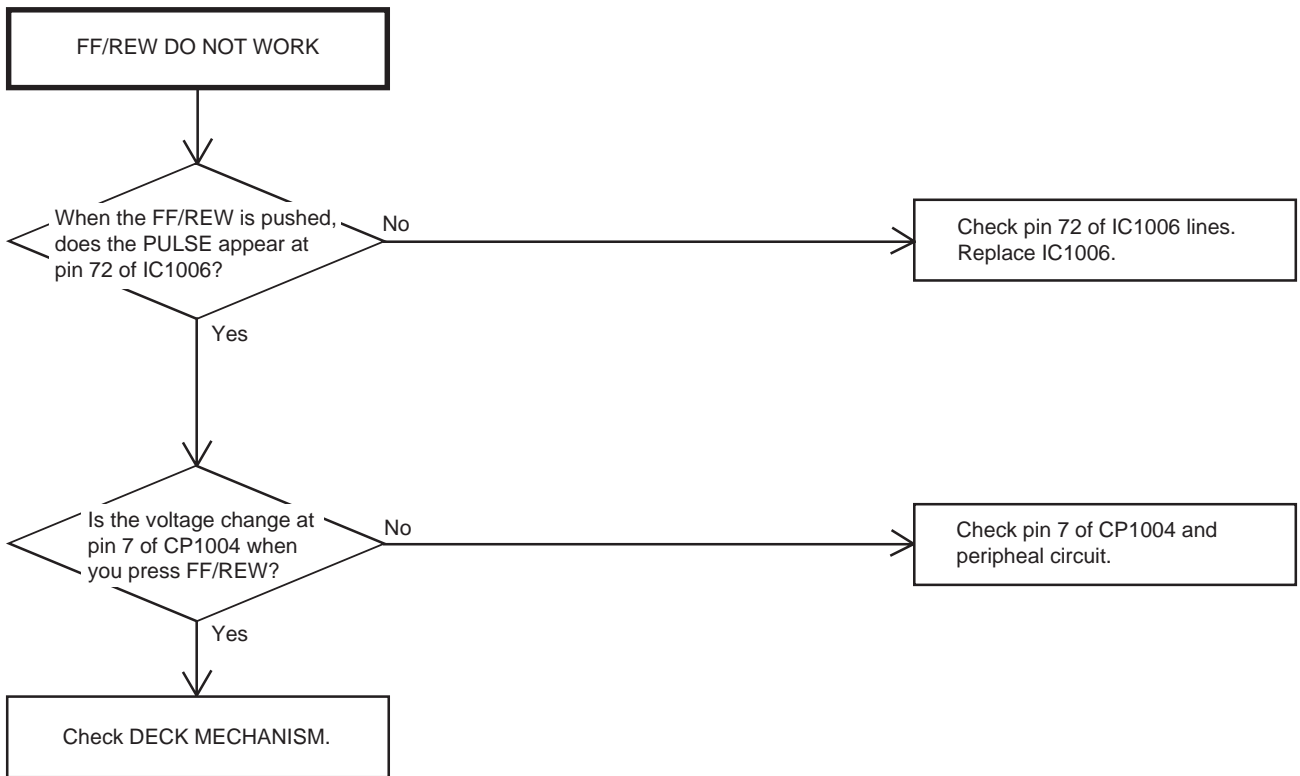 FF/REW DO NOT WORK
When the FF/REW is pushed,
does the PULSE appear at
pin 72 of IC1006?
No
Check pin 72 of IC1006 lines.
Replace IC1006.
Yes
Is the voltage change at
pin 7 of CP1004 when
you press FF/REW?
No
Check pin 7 of CP1004 and
peripheal circuit.
Yes
Check DECK MECHANISM.